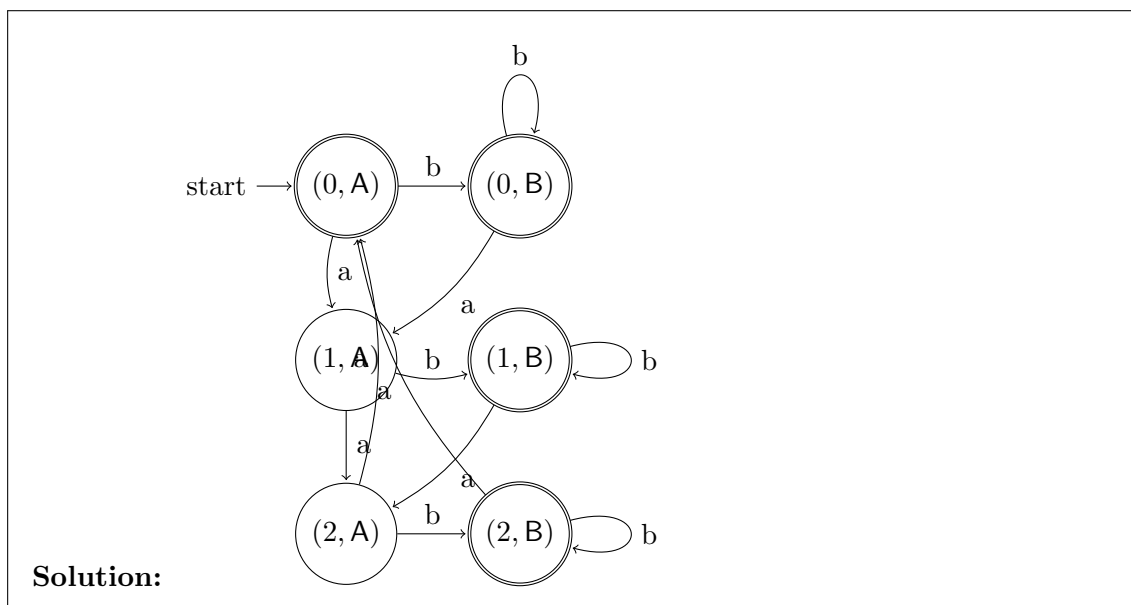 b
start (0, A) b (0, B)
a
a
(1, A) a b (1, B) b
a
a
a
(2, A) b (2, B) b
Solution: